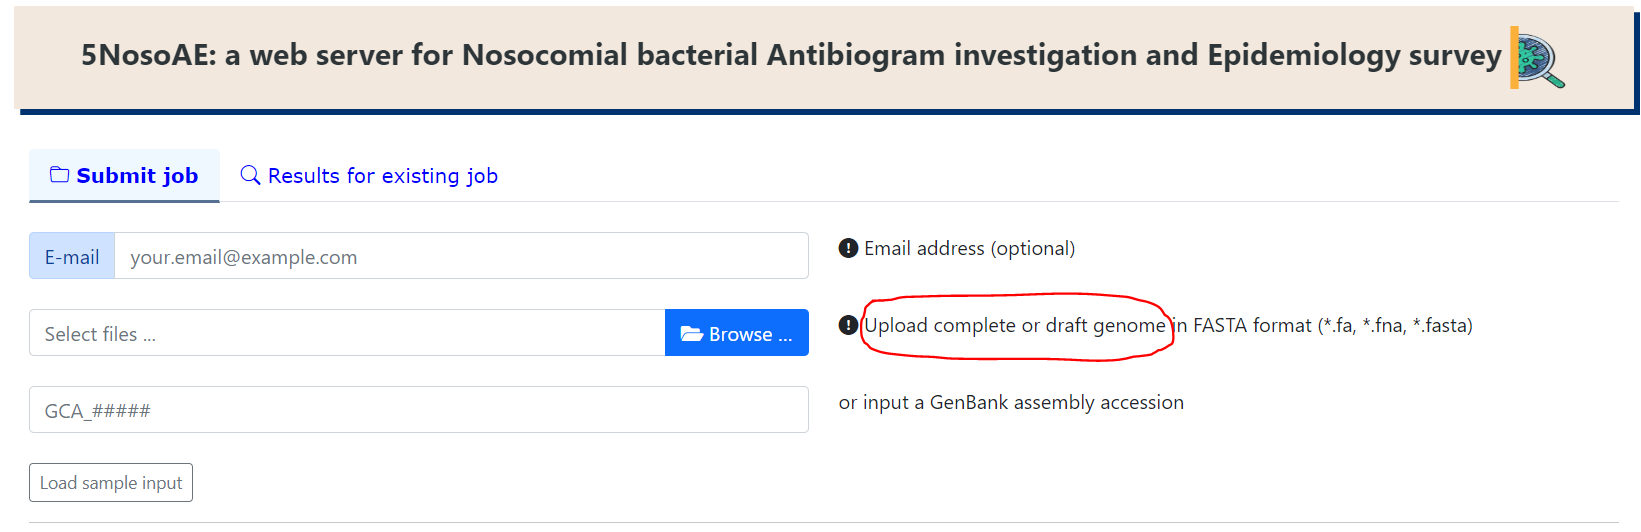 5NosoAE: a web server for Nosocomial bacterial Antibiogram investigation and Epidemiology survey
Submit job
Results for existing job
E-mail
your.email@example.com
Email address (optional)
Select files ...
Browse ...
Upload complete or draft genome in FASTA format (*.fa, *.fna, *.fasta)
GCA_#####
or input a GenBank assembly accession
Load sample input